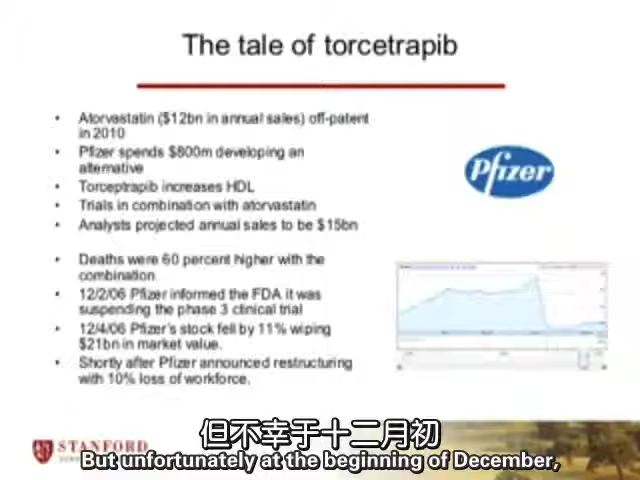 The tale of torcetrapib
• Atorvastatin ($12bn in annual sales) off-patent
in 2010
• Pfizer spends $800m developing an
alternative
• Torceptrapib increases HDL
• Trials in combination with atorvastatin
• Analysts projected annual sales to be $15bn
• Deaths were 60 percent higher with the
combination.
• 12/2/06 Pfizer informed the FDA it was
suspending the phase 3 clinical trial
• 12/4/06 Pfizer's stock fell by 11% wiping
$21bn in market value.
• Shortly after Pfizer announced restructuring
with 10% loss of workforce.
Pfizer
STANFORD
但不幸于十二月初
But unfortunately at the beginning of December,